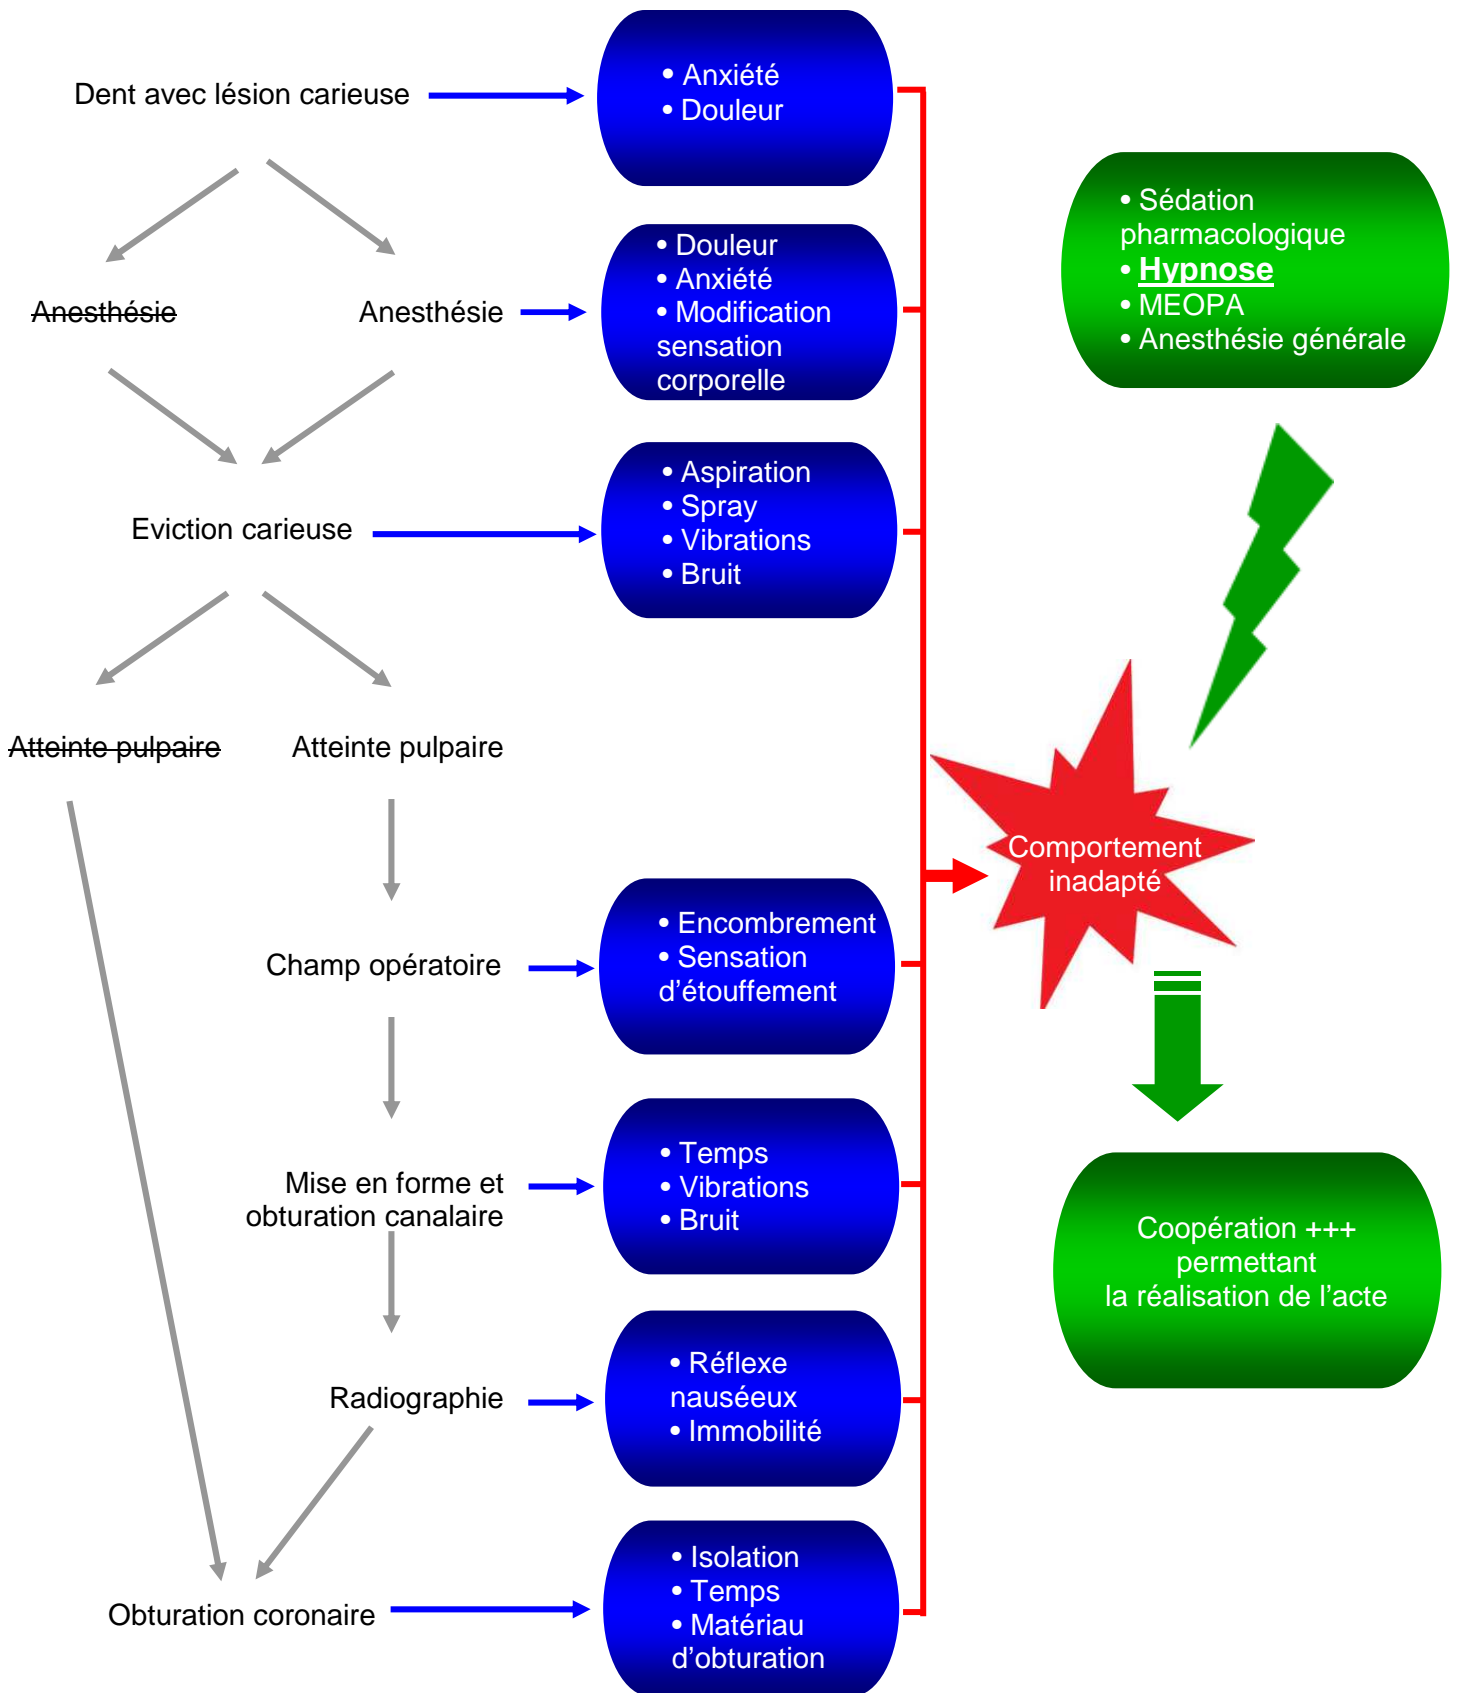 Dent avec lésion carieuse
• Anxiété
• Douleur
Anesthésie
Anesthésie
• Douleur
• Anxiété
• Modification
sensation
corporelle
Eviction carieuse
• Aspiration
• Spray
• Vibrations
• Bruit
Atteinte pulpaire
Atteinte pulpaire
Champ opératoire
• Encombrement
• Sensation
d'étouffement
Mise en forme et
obturation canalaire
• Temps
• Vibrations
• Bruit
Radiographie
• Réflexe
nauséeux
• Immobilité
Obturation coronaire
• Isolation
• Temps
• Matériau
d'obturation
• Sédation
pharmacologique
• Hypnose
• MEOPA
• Anesthésie générale
Comportement
inadapté
Coopération +++
permettant
la réalisation de l'acte